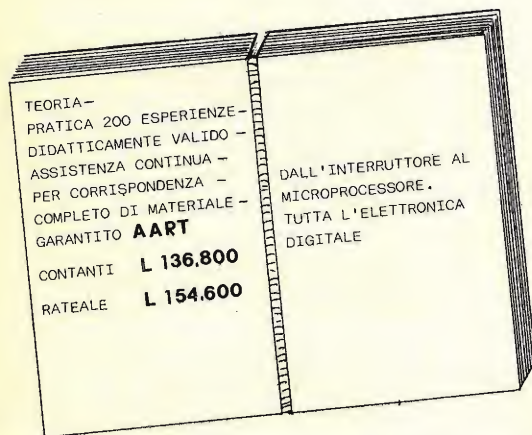 TEORIA-
PRATICA 200 ESPERIENZE-
DIDATTICAMENTE VALIDO -
ASSISTENZA CONTINUA -
PER CORRISPONDENZA -
COMPLETO DI MATERIALE-
GARANTITO AART
CONTANTI L 136.800
RATEALE L 154.600
DALL'INTERRUTTORE AL
MICROPROCESSORE.
TUTTA L'ELETTRONICA
DIGITALE